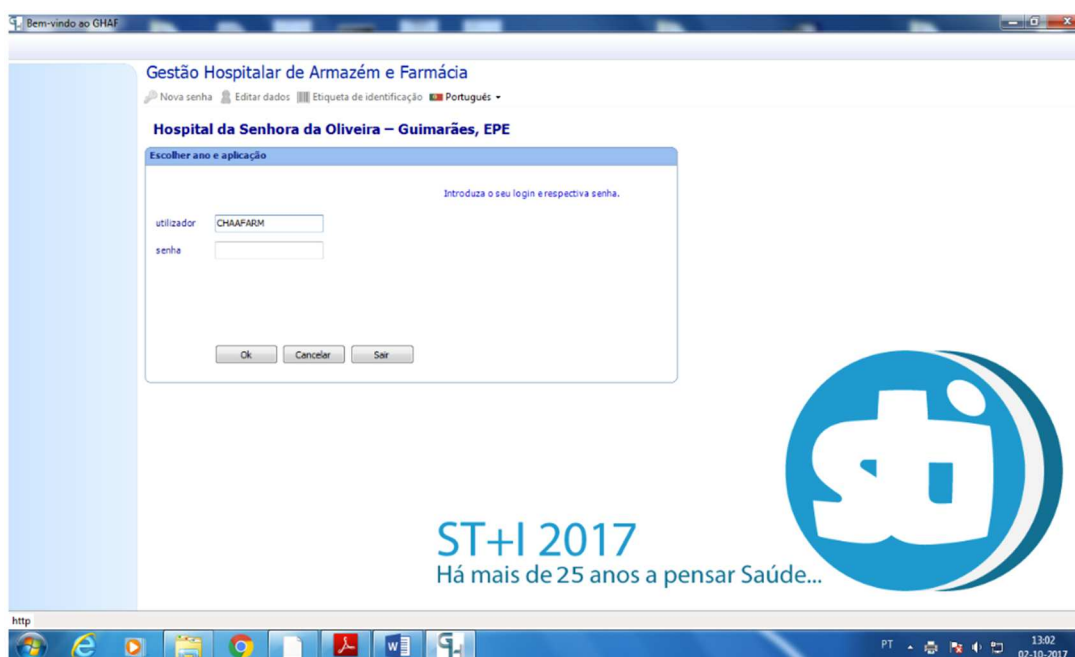 Bem-vindo ao GHAF
Gestão Hospitalar de Armazém e Farmácia
Nova senha Editar dados Etiqueta de identificação Português
Hospital da Senhora da Oliveira – Guimarães, EPE
Escolher ano e aplicação
Introduza o seu login e respectiva senha.
utilizador CHAAFARM
senha
Ok Cancelar Sair
sti
ST+I 2017
Há mais de 25 anos a pensar Saúde...
http
PT 13:02
02-10-2017